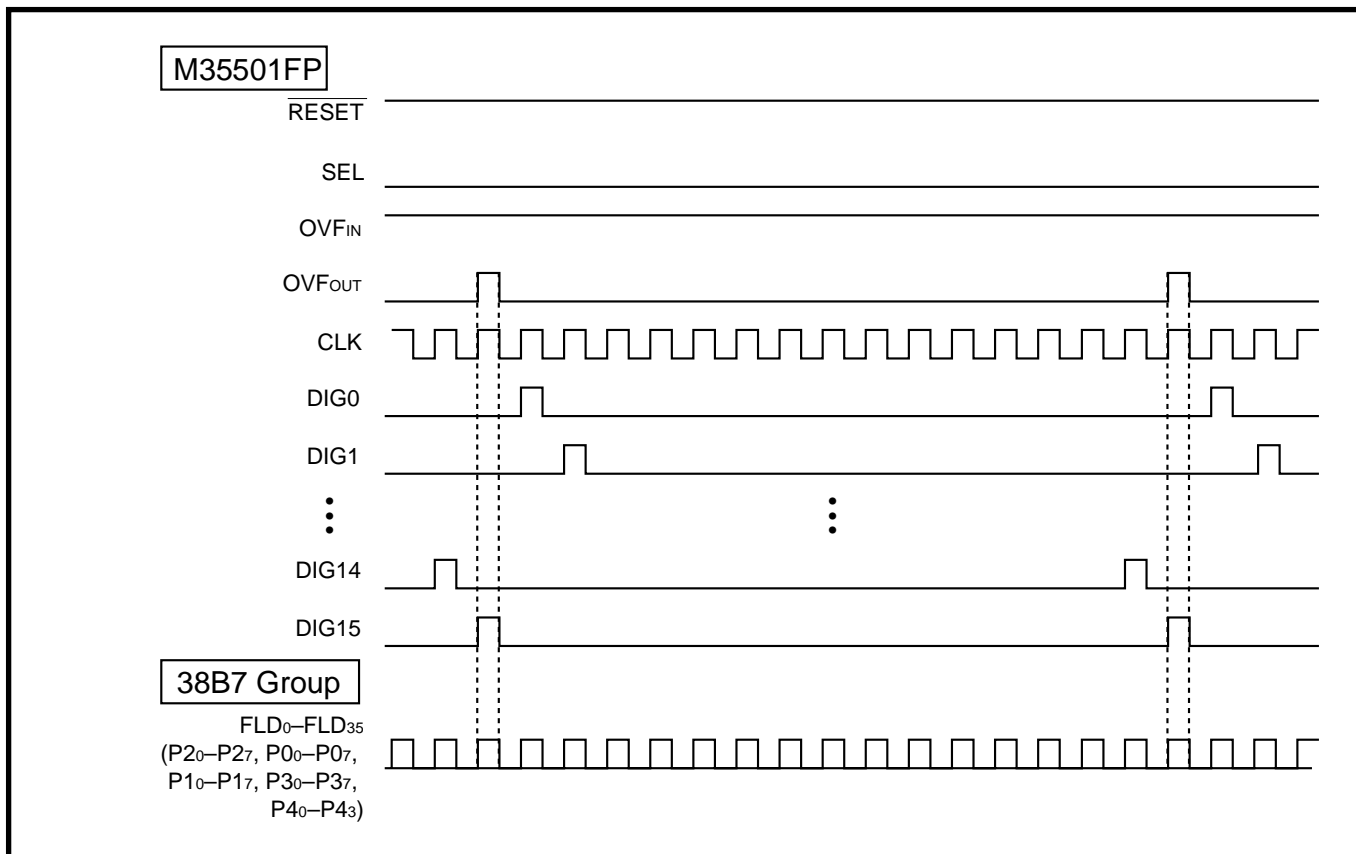 M35501FP
RESET
SEL
OVFIN
OVFOUT
CLK
DIG0
DIG1
DIG14
DIG15
38B7 Group
FLD0–FLD35
(P20–P27, P00–P07,
P10–P17, P30–P37,
P40–P43)